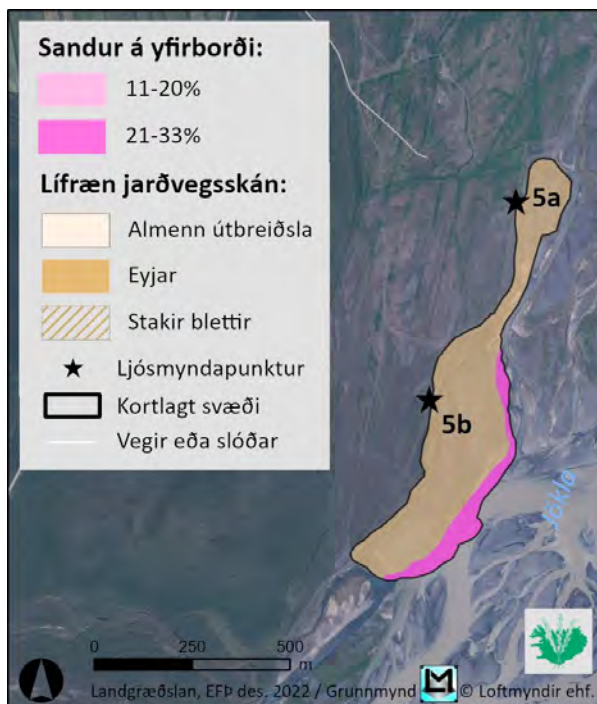 Sandur á yfirborði:
11-20%
21-33%
Lífræn jarðvegsskán:
Almenn útbreiðsla
Eyjar
Stakir blettir
Ljósmyndapunktur
Kortlagt svæði
Vegir eða slóðar
5a
5b
Jökla
0 250 500
m
Landgræðslan, EFÞ des. 2022 / Grunnmynd LM © Loftmyndir ehf.